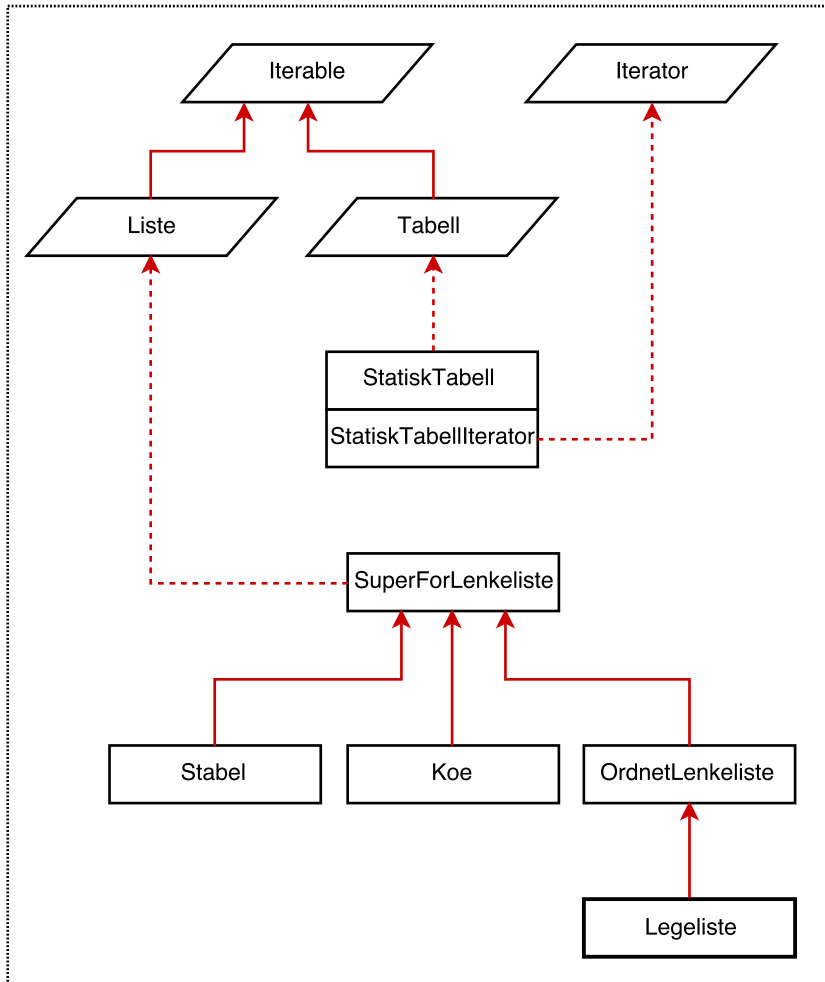 Iterable
Iterator
Liste
Tabell
StatiskTabell
StatiskTabellIterator
SuperForLenkeliste
Stabel
Koe
OrdnetLenkeliste
Legeliste